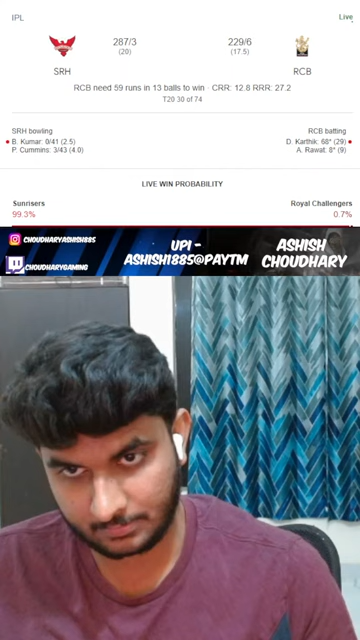 IPL
Live
287/3
(20)
229/6
(17.5)
SRH
RCB
RCB need 59 runs in 13 balls to win · CRR: 12.8 RRR: 27.2
T20 30 of 74
SRH bowling
B. Kumar: 0/41 (2.5)
P. Cummins: 3/43 (4.0)
RCB batting
D. Karthik: 68* (29)
A. Rawat: 8* (9)
LIVE WIN PROBABILITY
Sunrisers
99.3%
Royal Challengers
0.7%
CHOUDHARYASHISH885
CHOUDHARYGAMING
UPI -
ASHISH1885@PAYTM
ASHISH
CHOUDHARY